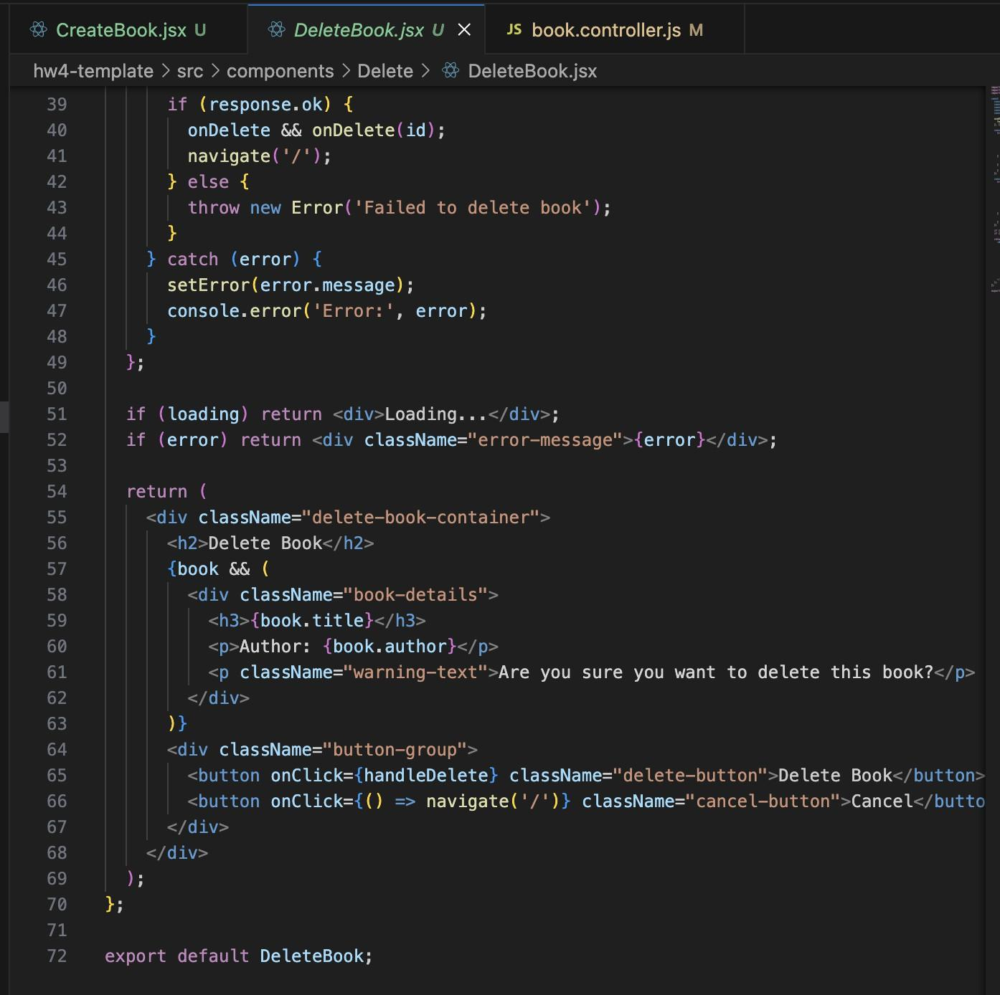 CreateBook.jsx U
DeleteBook.jsx U
JS book.controller.js M
hw4-template > src > components > Delete > DeleteBook.jsx
39 if (response.ok) {
40 onDelete && onDelete(id);
41 navigate('/');
42 } else {
43 throw new Error('Failed to delete book');
44 }
45 } catch (error) {
46 setError(error.message);
47 console.error('Error:', error);
48 }
49 };
50
51 if (loading) return <div>Loading...</div>;
52 if (error) return <div className="error-message">{error}</div>;
53
54 return (
55 <div className="delete-book-container">
56 <h2>Delete Book</h2>
57 {book && (
58 <div className="book-details">
59 <h3>{book.title}</h3>
60 <p>Author: {book.author}</p>
61 <p className="warning-text">Are you sure you want to delete this book?</p>
62 </div>
63 )}
64 <div className="button-group">
65 <button onClick={handleDelete} className="delete-button">Delete Book</button>
66 <button onClick={() => navigate('/')} className="cancel-button">Cancel</butto
67 </div>
68 </div>
69 );
70 };
71
72 export default DeleteBook;